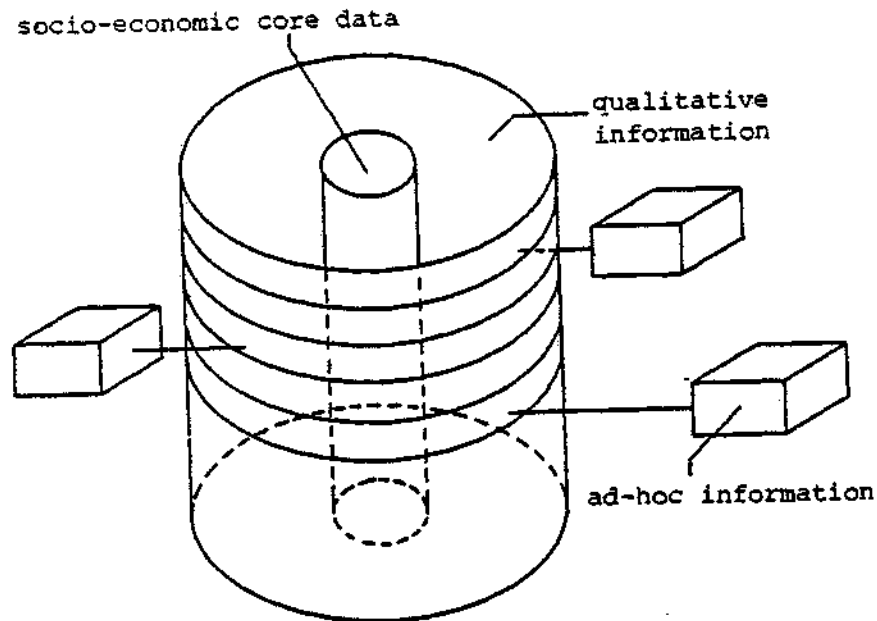 socio-economic core data
qualitative
information
ad-hoc information